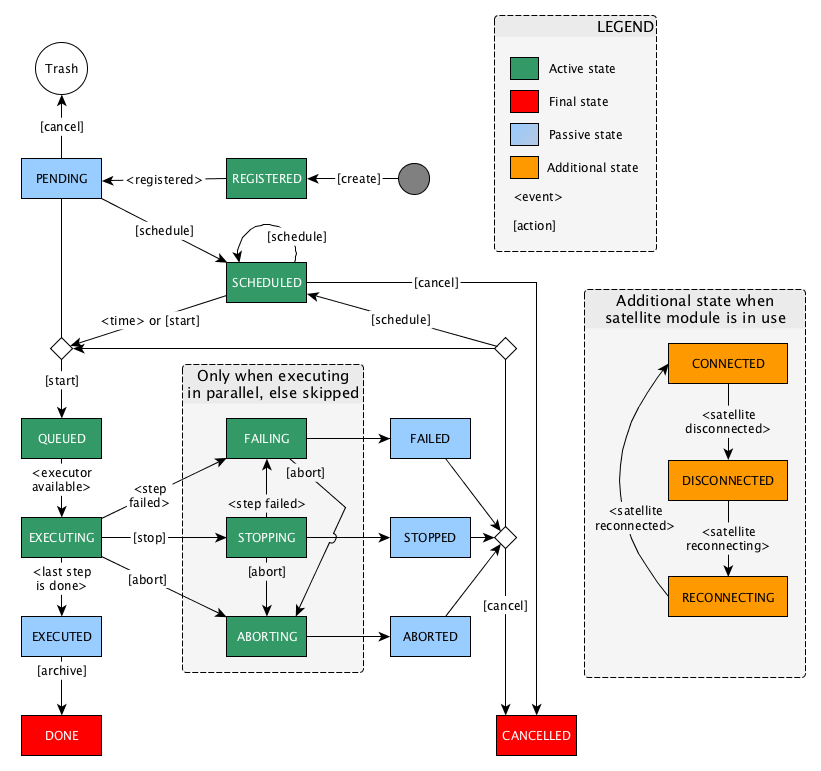 LEGEND
Active state
Final state
Passive state
Additional state
<event>
[action]
Trash
[cancel]
PENDING
<registered>
REGISTERED
[create]
[schedule]
[schedule]
SCHEDULED
[cancel]
<time> or [start]
[schedule]
[start]
Only when executing
in parallel, else skipped
QUEUED
FAILING
FAILED
<executor
available>
[abort]
<step
failed>
<step failed>
EXECUTING
[stop]
STOPPING
STOPPED
<last step
is done>
[abort]
[abort]
EXECUTED
ABORTING
ABORTED
[cancel]
[archive]
DONE
CANCELLED
Additional state when
satellite module is in use
CONNECTED
<satellite
disconnected>
DISCONNECTED
<satellite
reconnected>
<satellite
reconnecting>
RECONNECTING